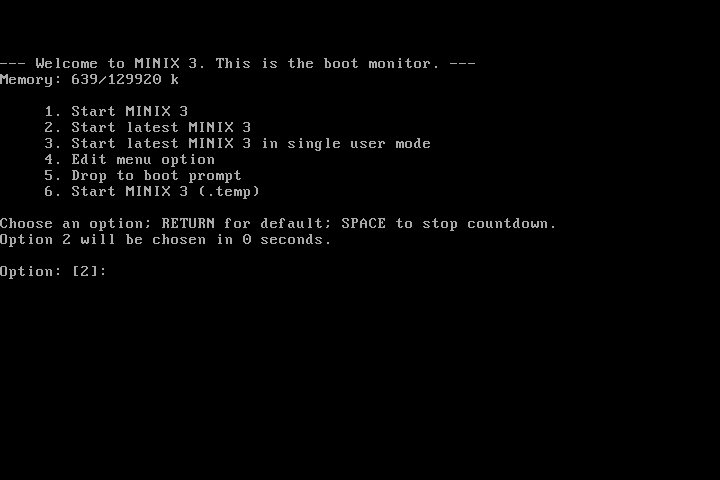 --- Welcome to MINIX 3. This is the boot monitor. ---
Memory: 639/129920 k
1. Start MINIX 3
2. Start latest MINIX 3
3. Start latest MINIX 3 in single user mode
4. Edit menu option
5. Drop to boot prompt
6. Start MINIX 3 (.temp)
Choose an option; RETURN for default; SPACE to stop countdown.
Option 2 will be chosen in 0 seconds.
Option: [2]: